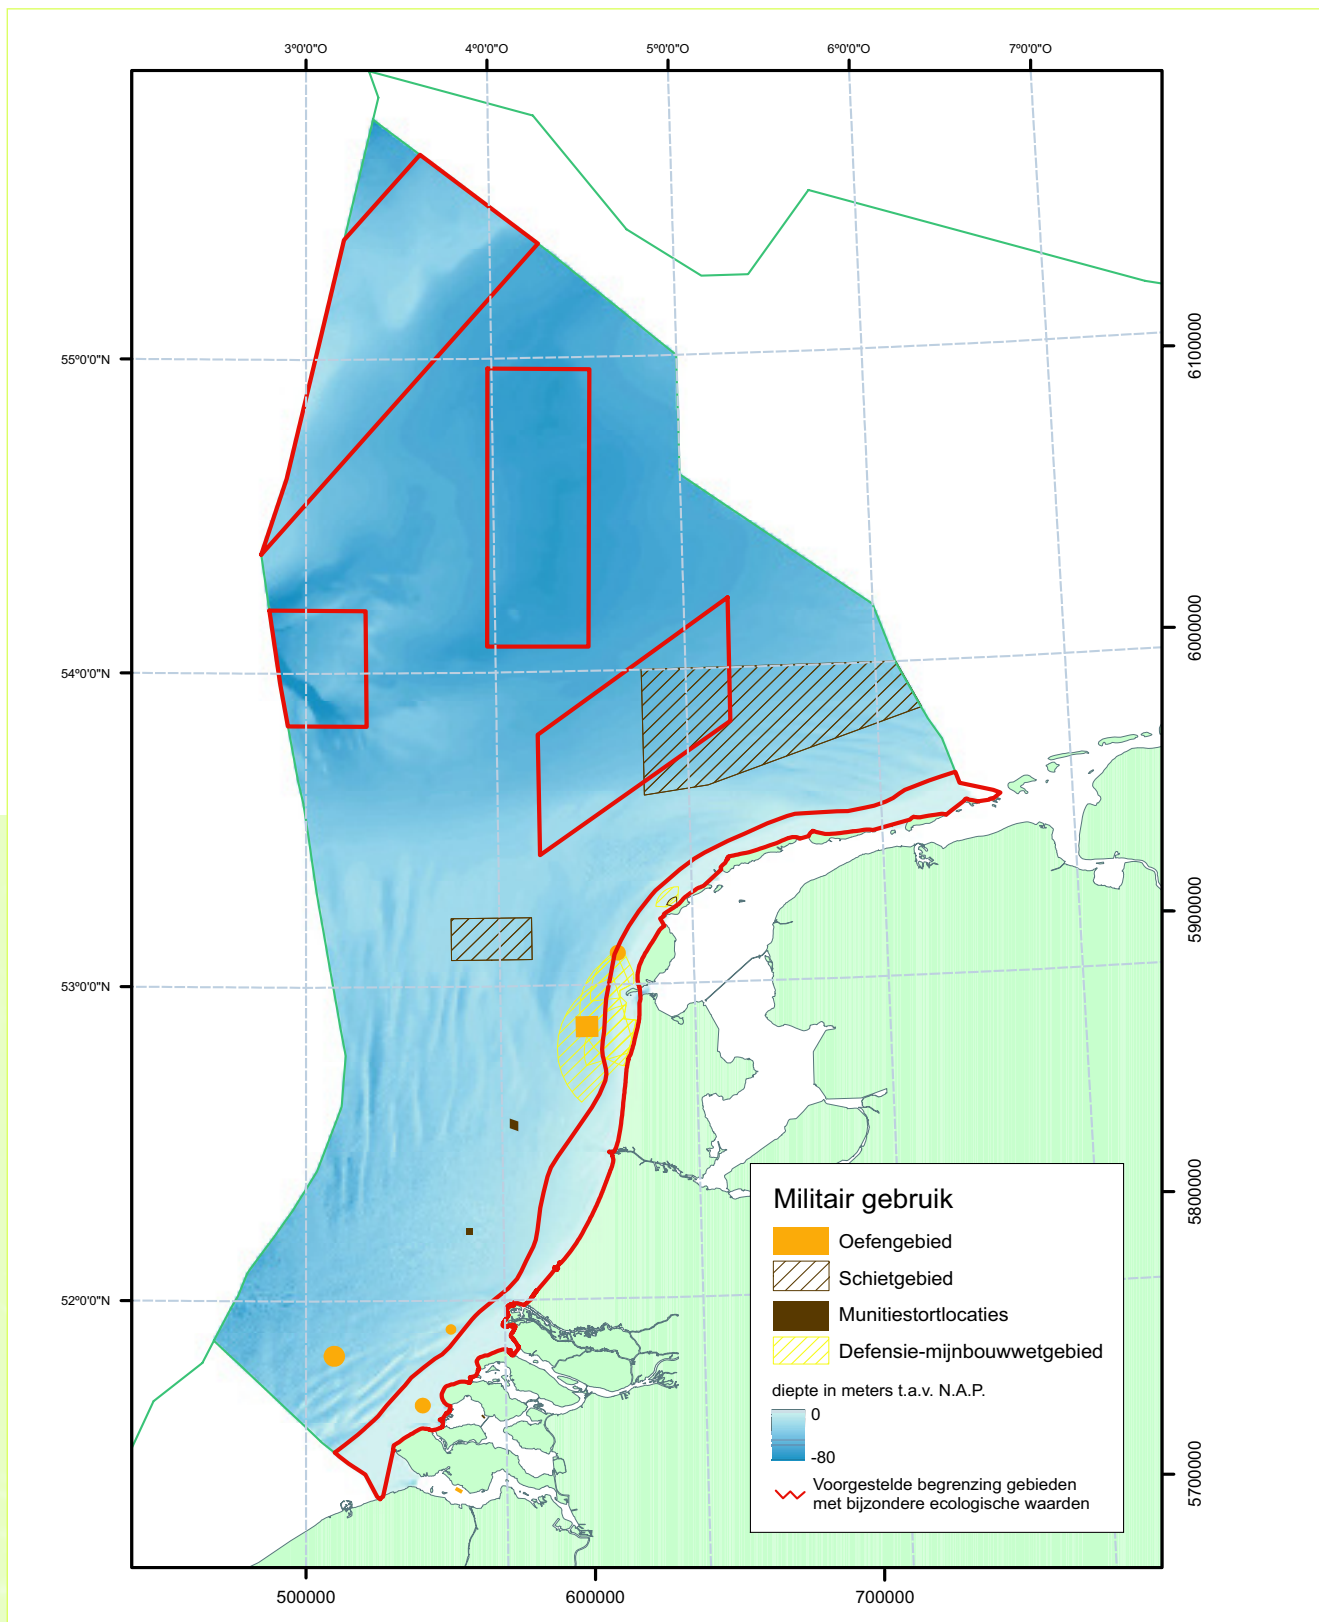 3°0'0"O 4°0'0"O 5°0'0"O 6°0'0"O 7°0'0"O
55°0'0"N
6100000
6000000
54°0'0"N
5900000
53°0'0"N
5800000
Militair gebruik
Oefengebied
Schietgebied
52°0'0"N
Munitiestortlocaties
Defensie-mijnbouwwetgebied
diepte in meters t.a.v. N.A.P.
0
-80
5700000
Voorgestelde begrenzing gebieden
met bijzondere ecologische waarden
500000 600000 700000